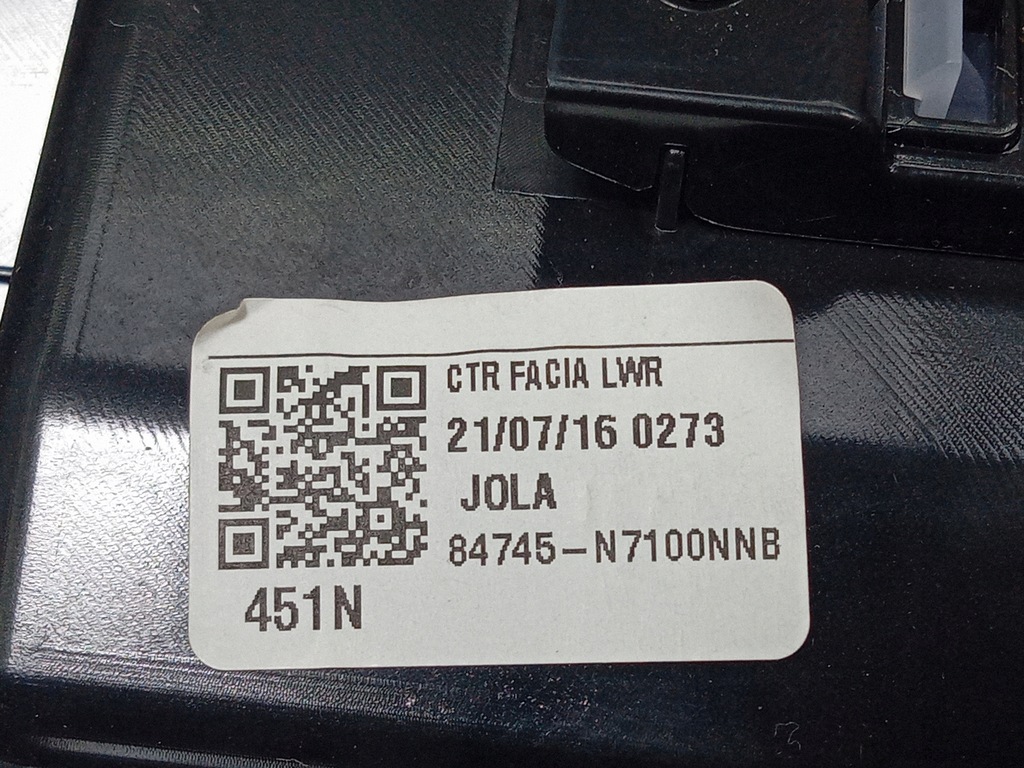 CTR FACIA LWR
21/07/16 0273
JOLA
84745-N7100NNB
451N